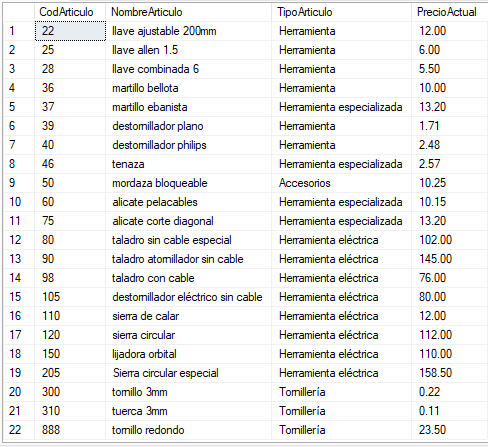 CodArticulo NombreArticulo TipoArticulo PrecioActual
1 22 llave ajustable 200mm Herramienta 12.00
2 25 llave allen 1.5 Herramienta 6.00
3 28 llave combinada 6 Herramienta 5.50
4 36 martillo bellota Herramienta 10.00
5 37 martillo ebanista Herramienta especializada 13.20
6 39 destornillador plano Herramienta 1.71
7 40 destornillador philips Herramienta 2.48
8 46 tenaza Herramienta especializada 2.57
9 50 mordaza bloqueable Accesorios 10.25
10 60 alicate pelacables Herramienta especializada 10.15
11 75 alicate corte diagonal Herramienta especializada 13.20
12 80 taladro sin cable especial Herramienta eléctrica 102.00
13 90 taladro atornillador sin cable Herramienta eléctrica 145.00
14 98 taladro con cable Herramienta eléctrica 76.00
15 105 destornillador eléctrico sin cable Herramienta eléctrica 80.00
16 110 sierra de calar Herramienta eléctrica 12.00
17 120 sierra circular Herramienta eléctrica 112.00
18 150 lijadora orbital Herramienta eléctrica 110.00
19 205 Sierra circular especial Herramienta eléctrica 158.50
20 300 tornillo 3mm Tornillería 0.22
21 310 tuerca 3mm Tornillería 0.11
22 888 tornillo redondo Tornillería 23.50